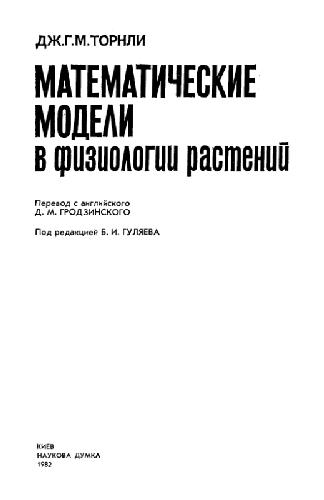 ДЖ.Г.М.ТОРНЛИ
МАТЕМАТИЧЕСКИЕ
МОДЕЛИ
в физиологии растений
Перевод с английского
Д. М. ГРОДЗИНСКОГО
Под редакцией Б. И. ГУЛЯЕВА
КИЕВ
НАУКОВА ДУМКА
1982